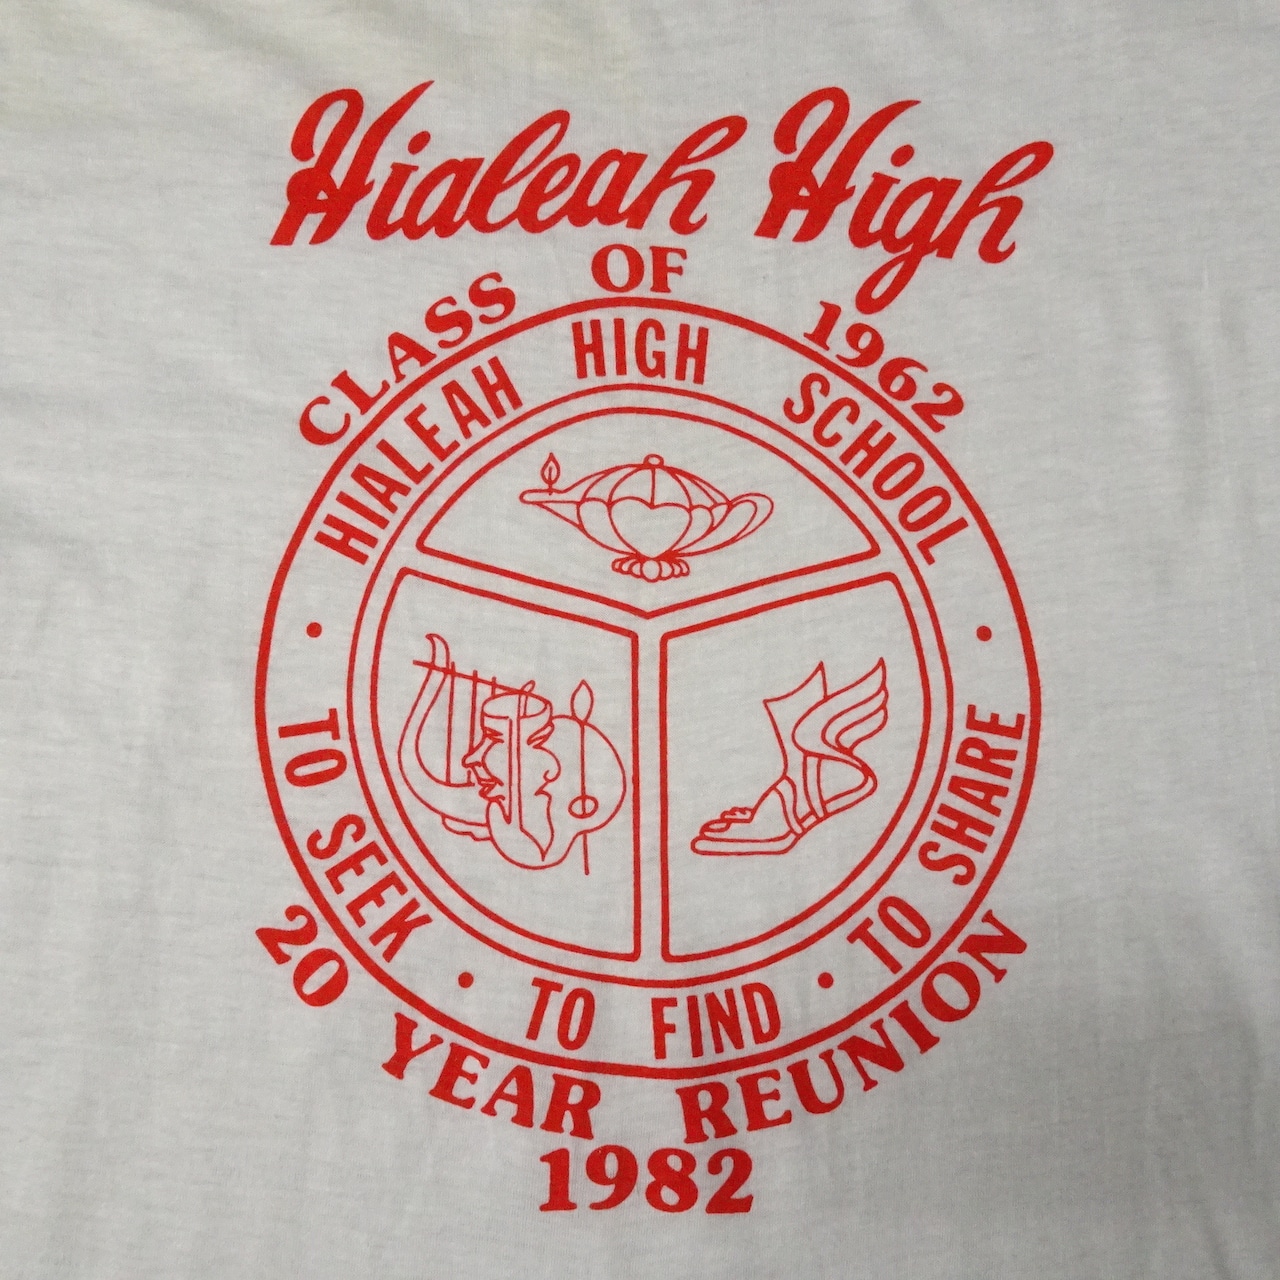 Hialeah High
CLASS OF 1962
HIALEAH HIGH SCHOOL
• TO SEEK • TO FIND • TO SHARE •
20 YEAR REUNION
1982